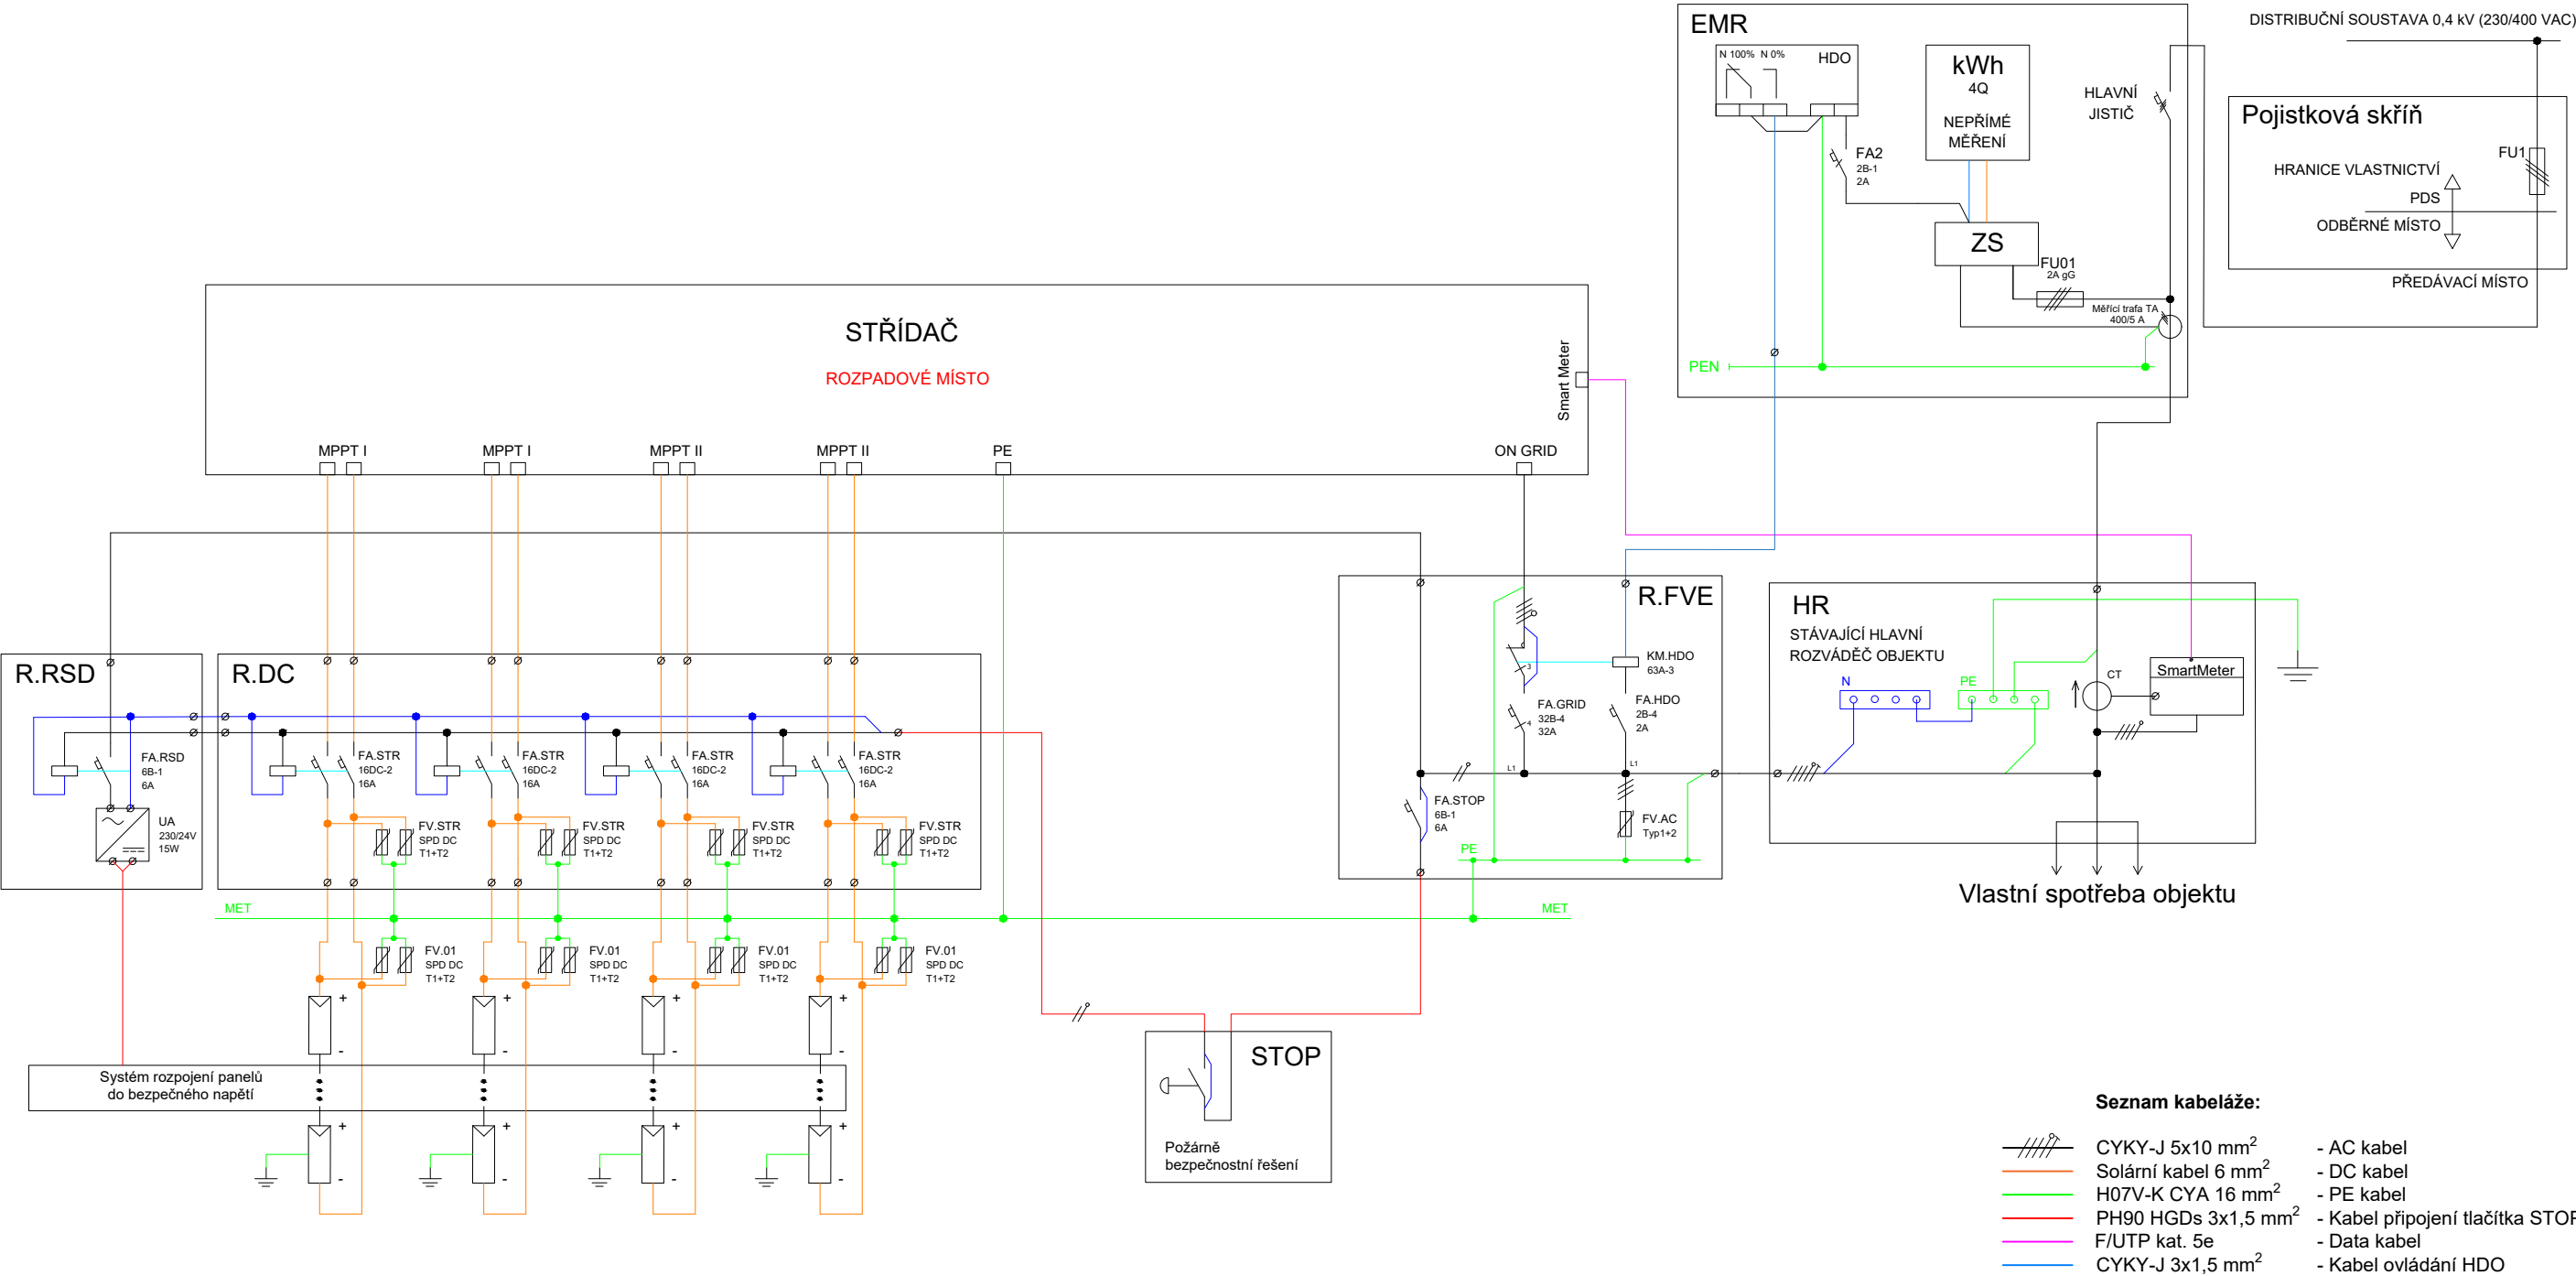 DISTRIBUČNÍ SOUSTAVA 0,4 kV (230/400 VAC)
EMR
N 100% N 0%
HDO
kWh
4Q
NEPŘÍMÉ
MĚŘENÍ
HLAVNÍ
JISTIČ
FA2
2B-1
2A
ZS
FU01
2A gG
Měřící trafa TA
400/5 A
PEN
Pojistková skříň
FU1
HRANICE VLASTNICTVÍ
PDS
ODBĚRNÉ MÍSTO
PŘEDÁVACÍ MÍSTO
STŘÍDAČ
ROZPADOVÉ MÍSTO
Smart Meter
MPPT I
MPPT I
MPPT II
MPPT II
PE
ON GRID
R.RSD
FA.RSD
6B-1
6A
UA
230/24V
15W
R.DC
FA.STR
16DC-2
16A
FA.STR
16DC-2
16A
FA.STR
16DC-2
16A
FA.STR
16DC-2
16A
FV.STR
SPD DC
T1+T2
FV.STR
SPD DC
T1+T2
FV.STR
SPD DC
T1+T2
FV.STR
SPD DC
T1+T2
R.FVE
3
KM.HDO
63A-3
FA.GRID
32B-4
32A
4
FA.HDO
2B-4
2A
L1
L1
FA.STOP
6B-1
6A
FV.AC
Typ1+2
PE
HR
STÁVAJÍCÍ HLAVNÍ
ROZVÁDĚČ OBJEKTU
N
PE
CT
SmartMeter
Vlastní spotřeba objektu
MET
MET
FV.01
SPD DC
T1+T2
FV.01
SPD DC
T1+T2
FV.01
SPD DC
T1+T2
FV.01
SPD DC
T1+T2
+
+
+
+
-
-
-
-
Systém rozpojení panelů
do bezpečného napětí
+
+
+
+
-
-
-
-
STOP
Požárně
bezpečnostní řešení
Seznam kabeláže:
CYKY-J 5x10 mm² - AC kabel
Solární kabel 6 mm² - DC kabel
H07V-K CYA 16 mm² - PE kabel
PH90 HGDs 3x1,5 mm² - Kabel připojení tlačítka STOP
F/UTP kat. 5e - Data kabel
CYKY-J 3x1,5 mm² - Kabel ovládání HDO